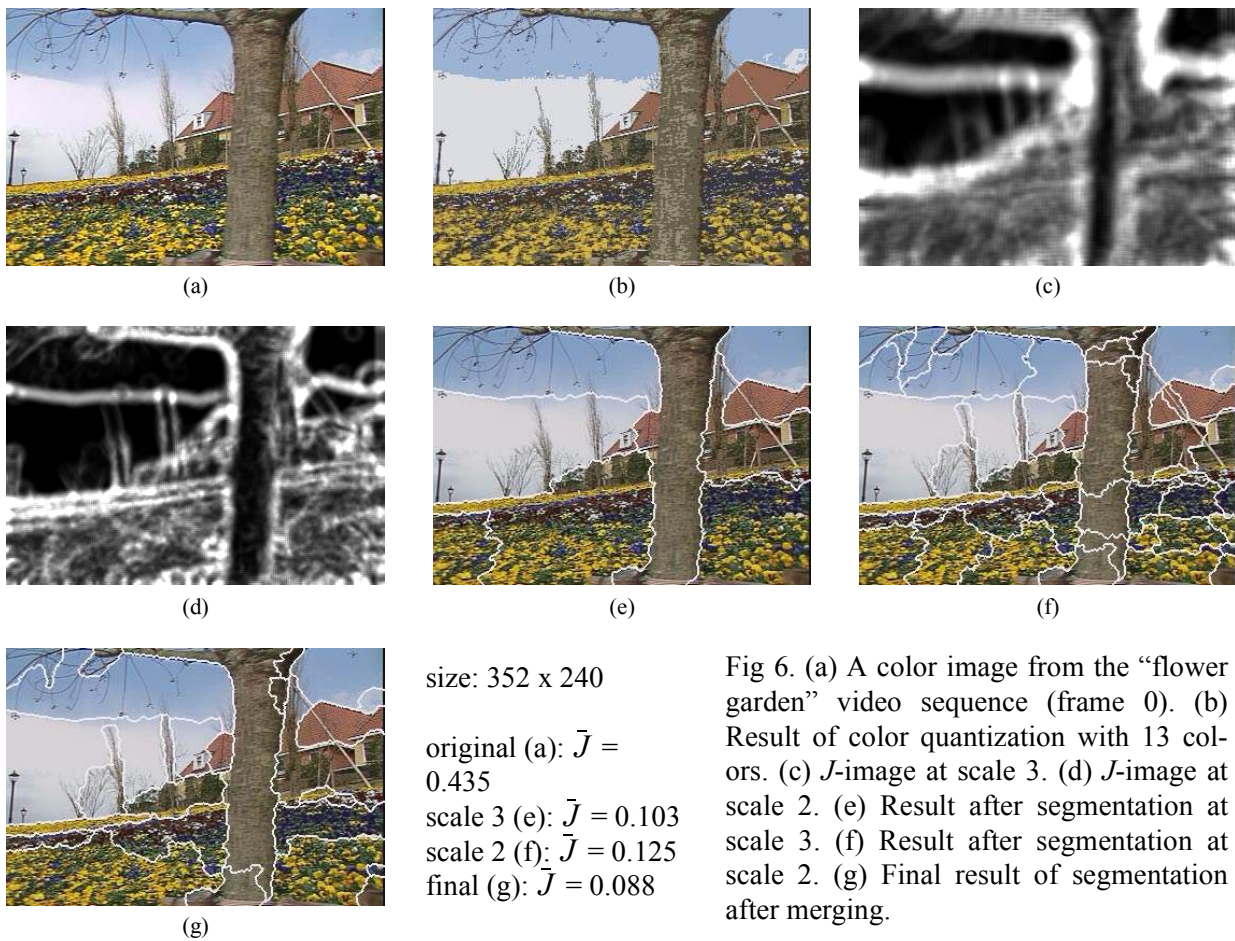 (a)
(b)
(c)
(d)
(e)
(f)
(g)
size: 352 x 240
original (a): J̄ =
0.435
scale 3 (e): J̄ = 0.103
scale 2 (f): J̄ = 0.125
final (g): J̄ = 0.088
Fig 6. (a) A color image from the “flower
garden” video sequence (frame 0). (b)
Result of color quantization with 13 col-
ors. (c) J-image at scale 3. (d) J-image at
scale 2. (e) Result after segmentation at
scale 3. (f) Result after segmentation at
scale 2. (g) Final result of segmentation
after merging.